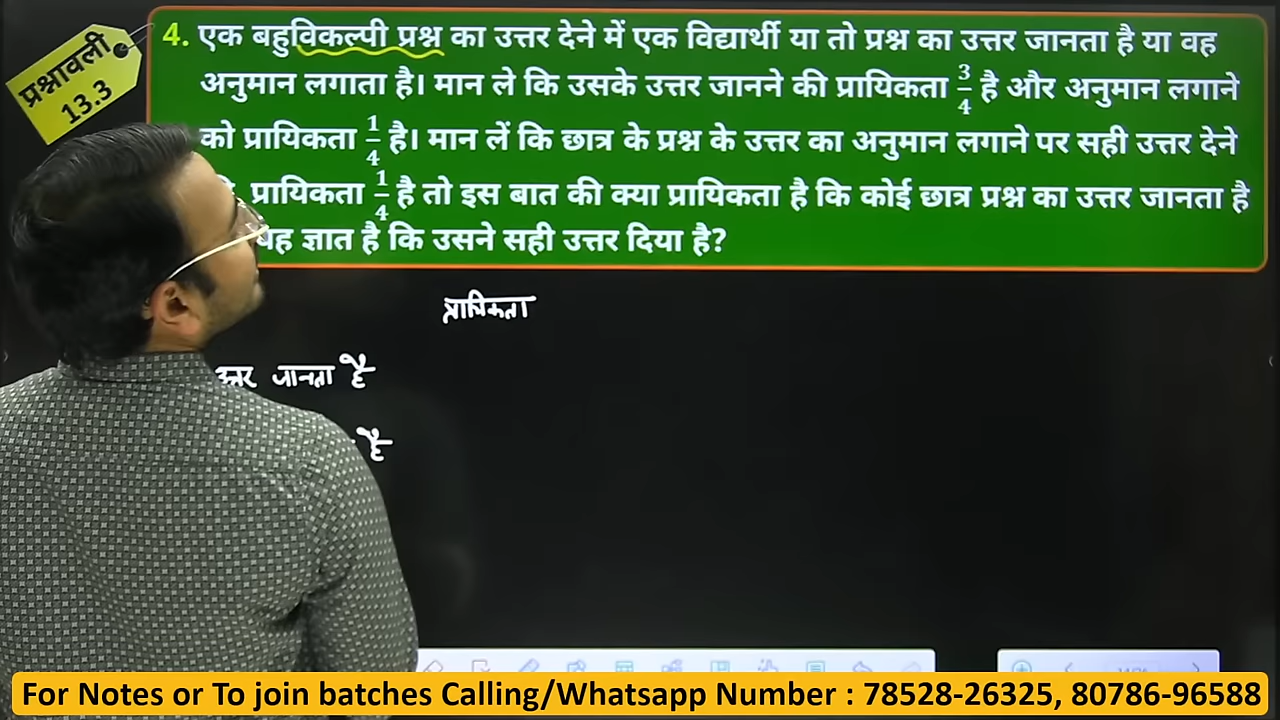 प्रश्नावली
13.3
4. एक बहुविकल्पी प्रश्न का उत्तर देने में एक विद्यार्थी या तो प्रश्न का उत्तर जानता है या वह
अनुमान लगाता है। मान ले कि उसके उत्तर जानने की प्रायिकता 3/4 है और अनुमान लगाने
को प्रायिकता 1/4 है। मान लें कि छात्र के प्रश्न के उत्तर का अनुमान लगाने पर सही उत्तर देने
प्रायिकता 1/4 है तो इस बात की क्या प्रायिकता है कि कोई छात्र प्रश्न का उत्तर जानता है
यह ज्ञात है कि उसने सही उत्तर दिया है?
प्रायिकता
उत्तर जानता है
है
For Notes or To join batches Calling/Whatsapp Number : 78528-26325, 80786-96588